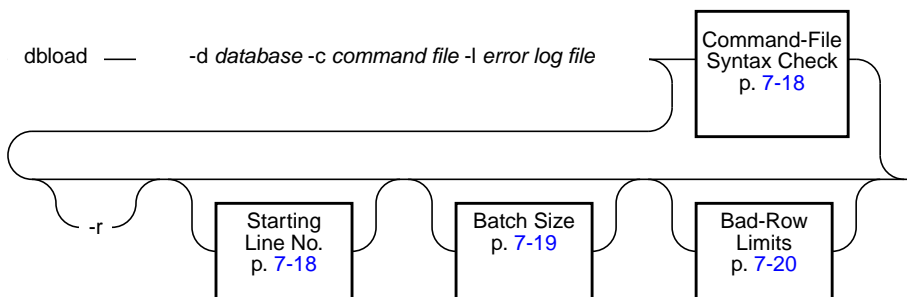 dbload -d database -c command file -l error log file
Command-File
Syntax Check
p. 7-18
-r
Starting
Line No.
p. 7-18
Batch Size
p. 7-19
Bad-Row
Limits
p. 7-20